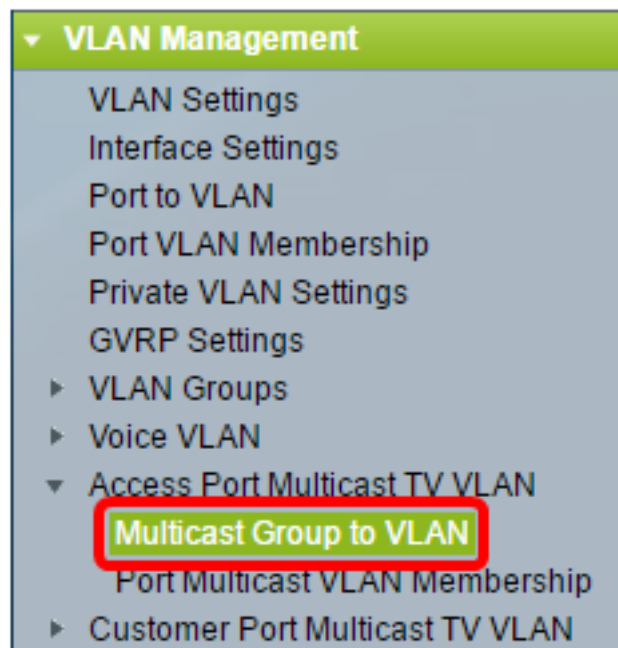 VLAN Management
VLAN Settings
Interface Settings
Port to VLAN
Port VLAN Membership
Private VLAN Settings
GVRP Settings
VLAN Groups
Voice VLAN
Access Port Multicast TV VLAN
Multicast Group to VLAN
Port Multicast VLAN Membership
Customer Port Multicast TV VLAN